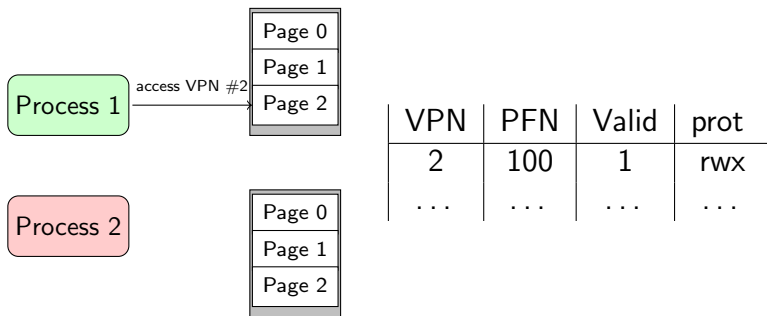 Page 0
Page 1
Page 2
access VPN #2
Process 1
Process 2
Page 0
Page 1
Page 2
VPN PFN Valid prot
2 100 1 rwx
... ... ... ...